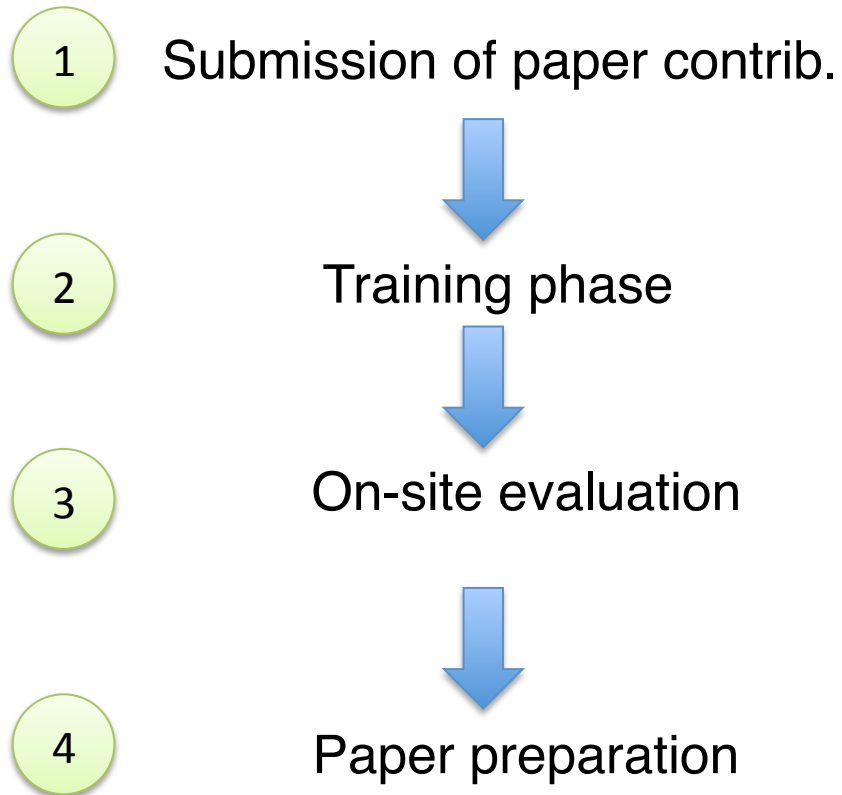 1 Submission of paper contrib.
2 Training phase
3 On-site evaluation
4 Paper preparation